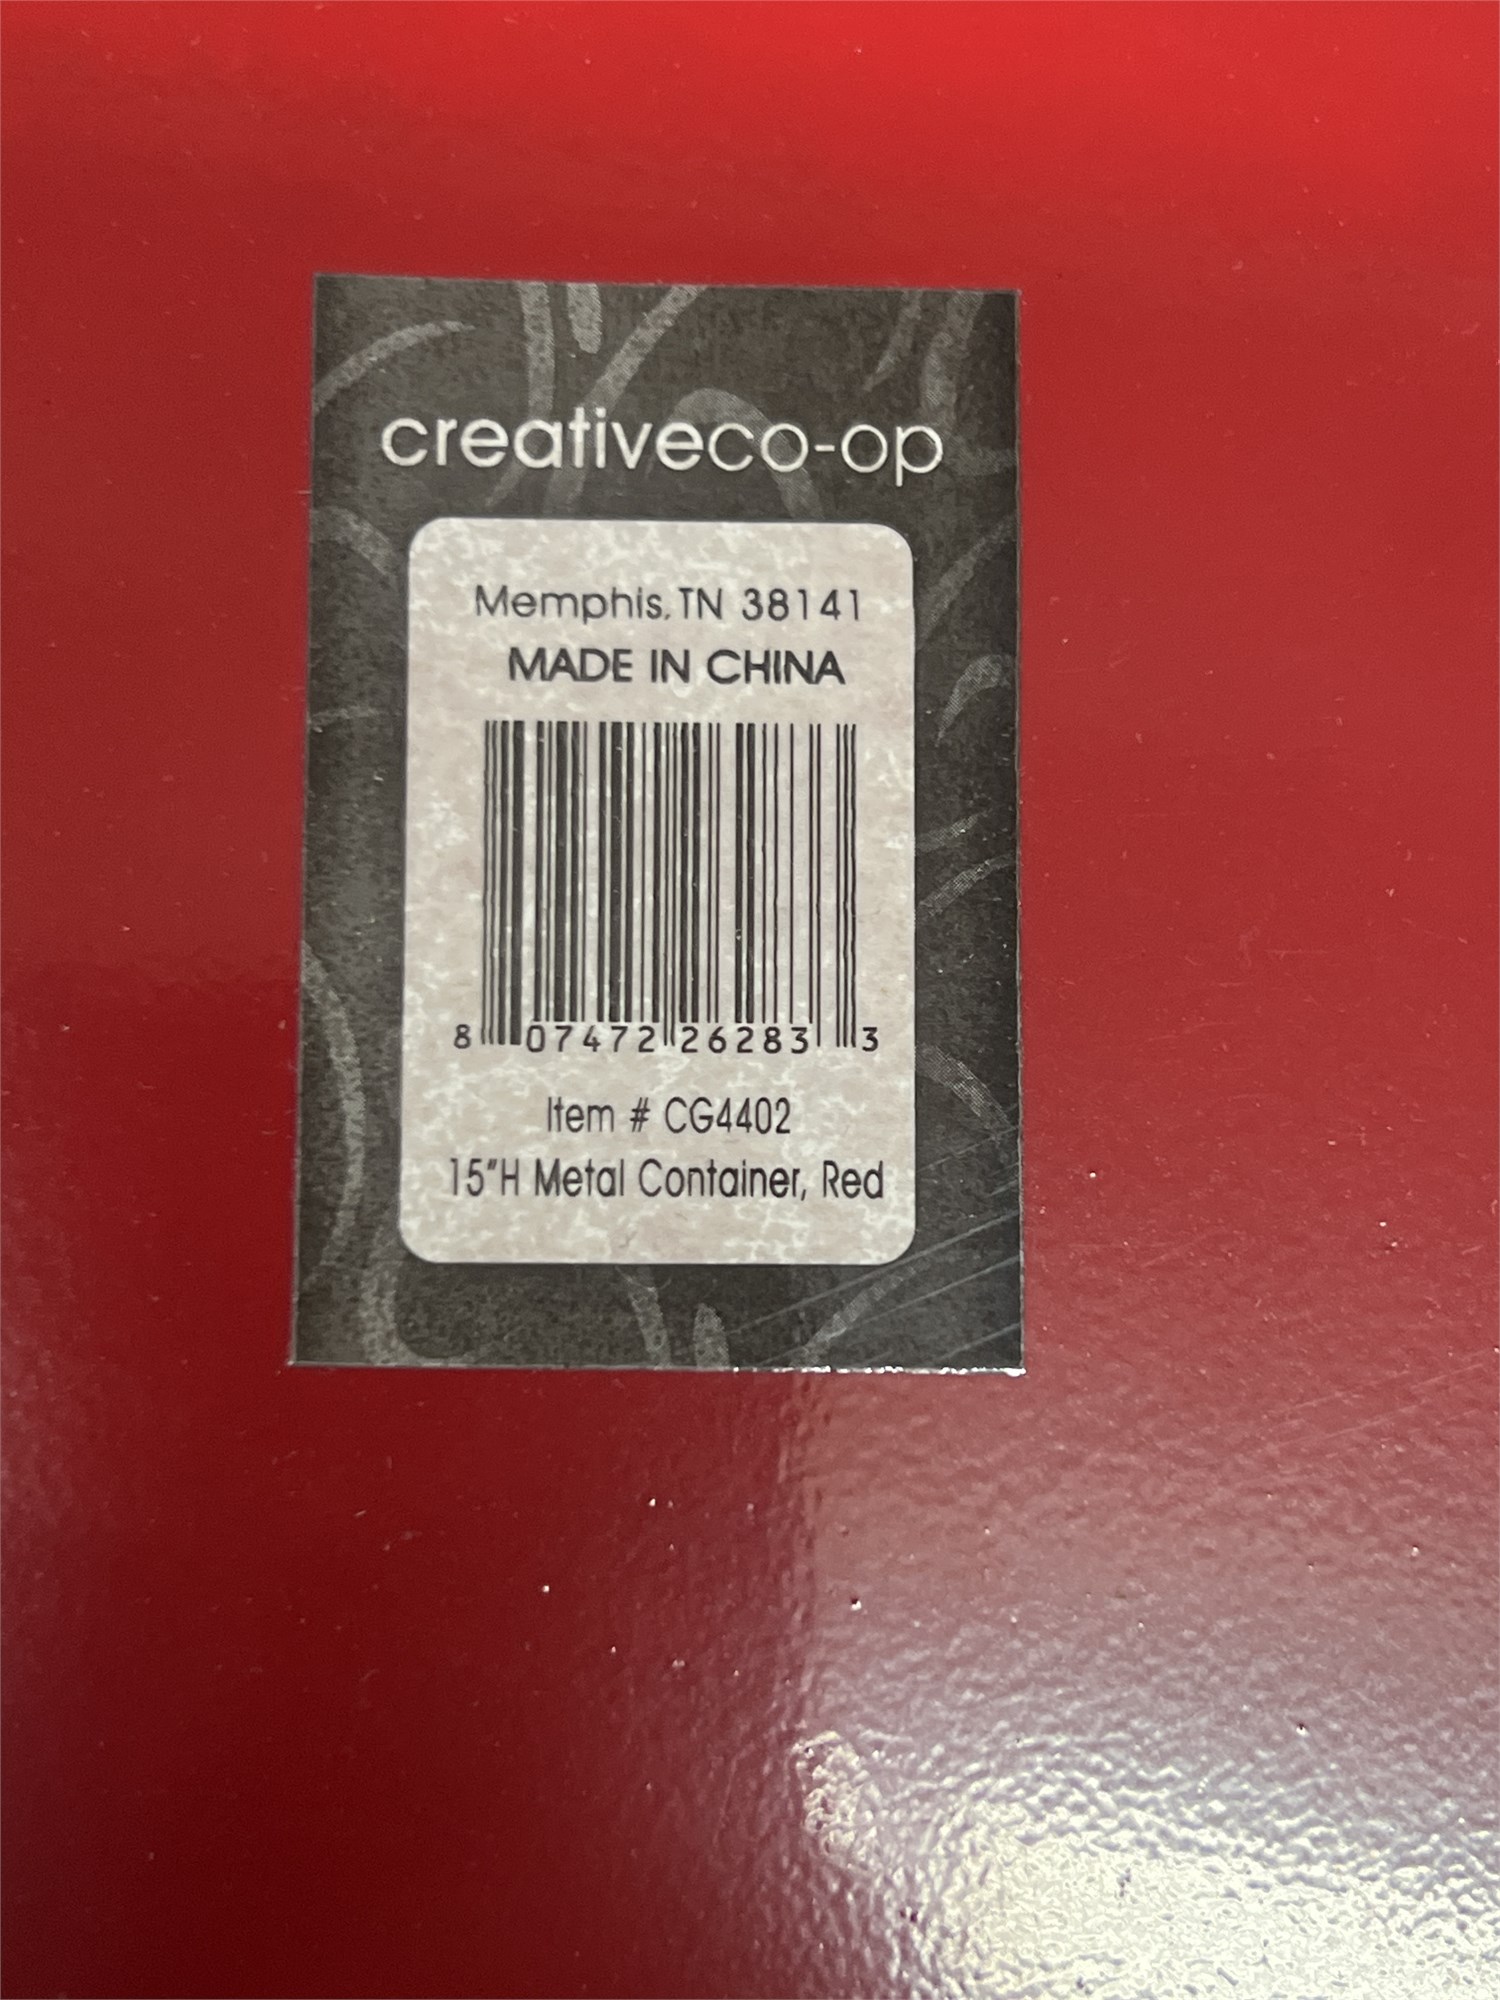 creativeco-op
Memphis, TN 38141
MADE IN CHINA
8 07472 26283 3
Item # CG4402
15"H Metal Container, Red